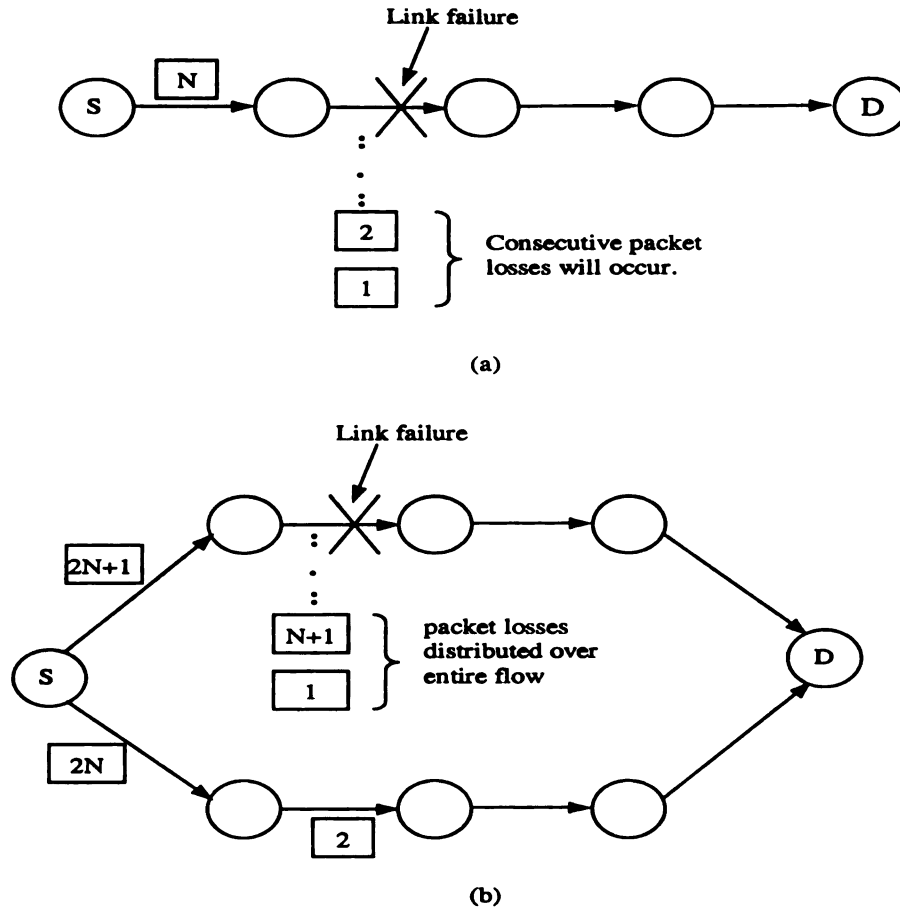 Link failure
N
S
D
2
1
Consecutive packet
losses will occur.
(a)
Link failure
2N+1
N+1
1
packet losses
distributed over
entire flow
S
D
2N
2
(b)